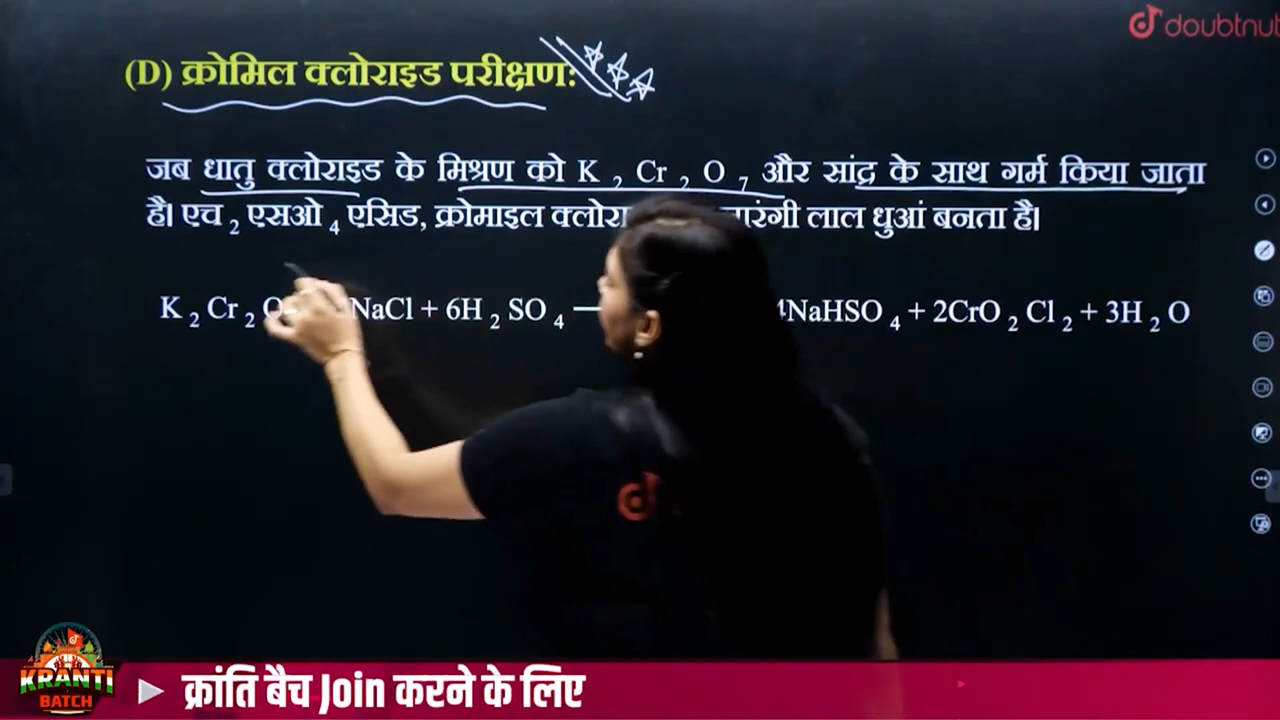 doubtnut
(D) क्रोमिल क्लोराइड परीक्षण:
जब धातु क्लोराइड के मिश्रण को K 2 Cr 2 O 7 और सांद्र के साथ गर्म किया जाता
है। एच 2 एसओ 4 एसिड, क्रोमाइल लाल धुआं बनता है।
K 2 Cr 2 O NaCl + 6H 2 SO 4 4NaHSO 4 + 2CrO 2 Cl 2 + 3H 2 O
KRANTI
BATCH
क्रांति बैच Join करने के लिए